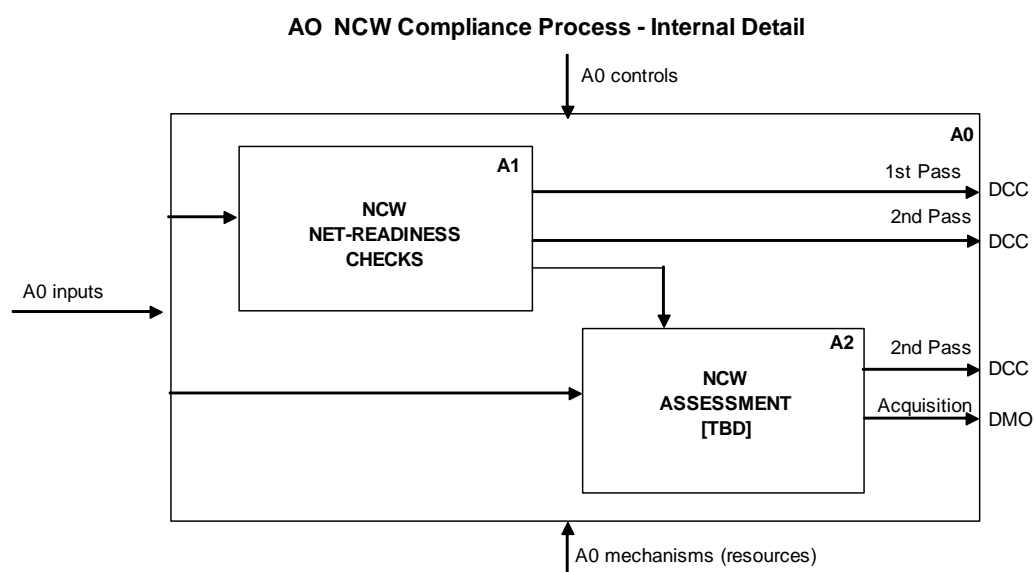 AO NCW Compliance Process - Internal Detail
A0 controls
A0
A1
1st Pass
DCC
NCW
NET-READINESS
CHECKS
2nd Pass
DCC
A0 inputs
A2
2nd Pass
DCC
NCW
ASSESSMENT
[TBD]
Acquisition
DMO
A0 mechanisms (resources)